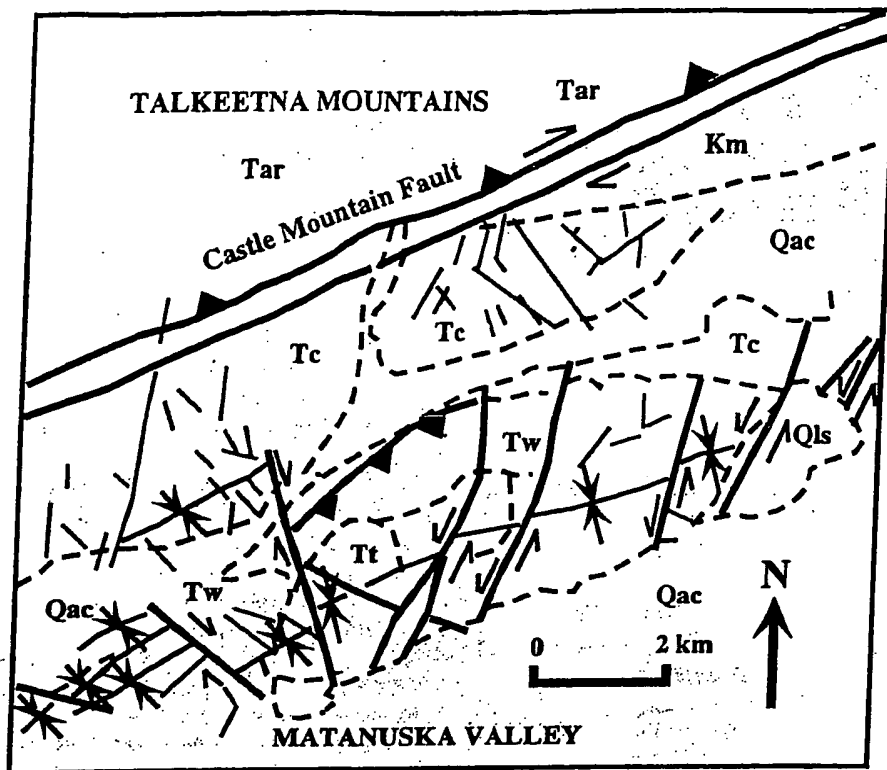 TALKEETNA MOUNTAINS
Tar
Tar
Km
Castle Mountain Fault
Qac
Tc
Tc
Tc
Tw
Qls
Tt
Tw
Qac
Qac
N
0 2 km
MATANUSKA VALLEY